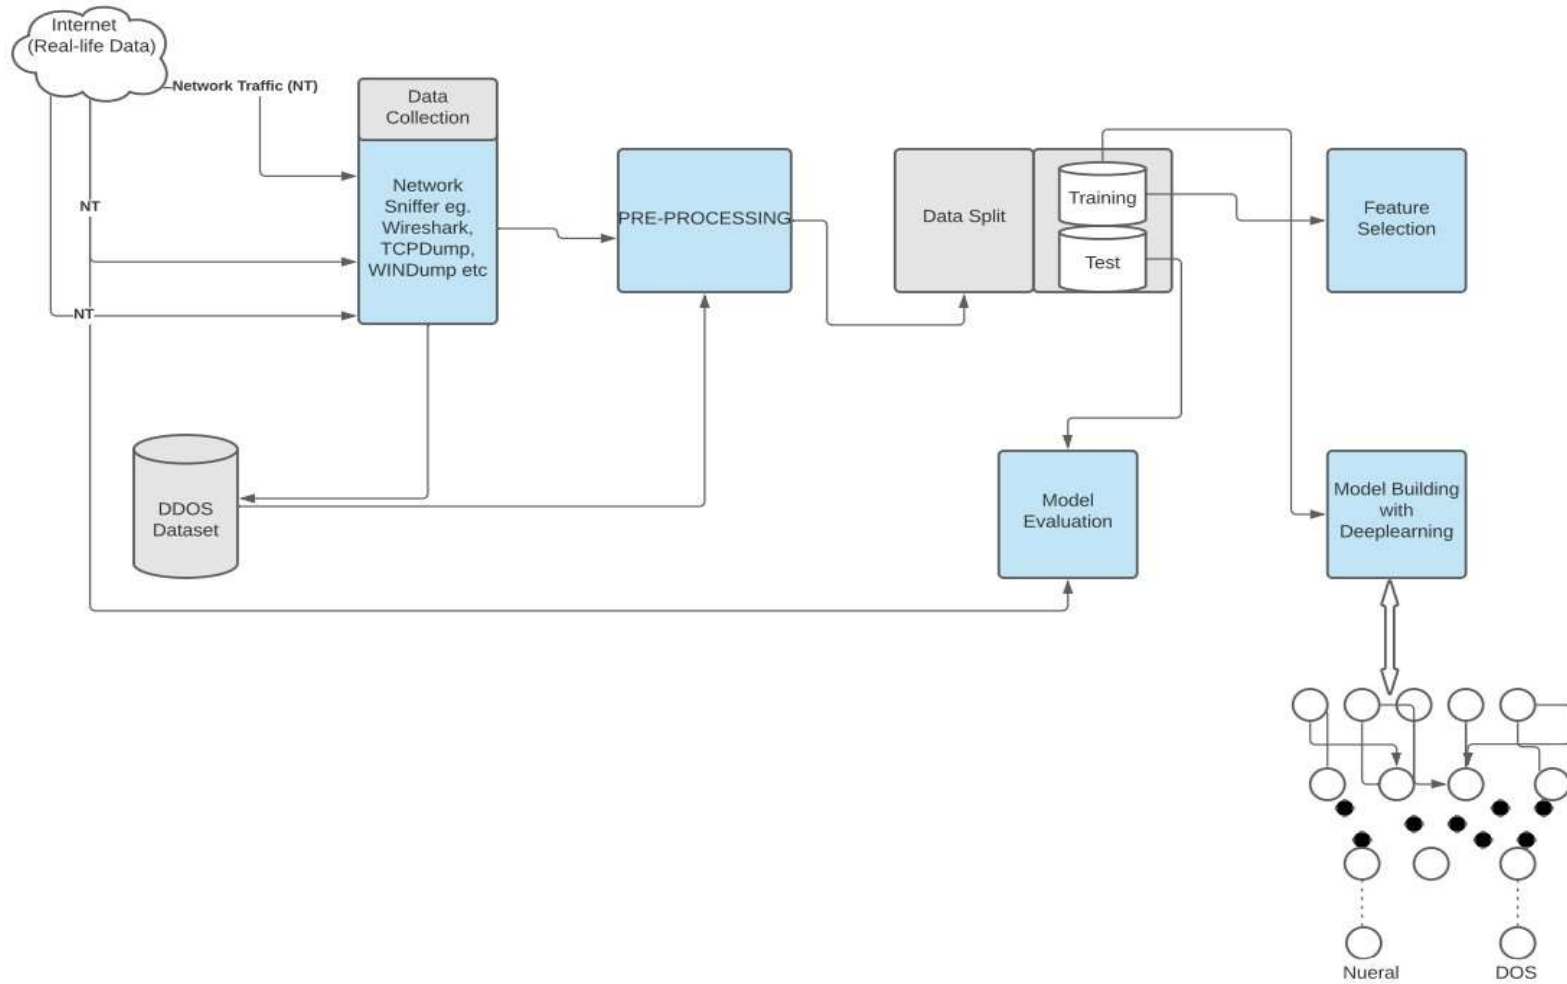 Internet
(Real-life Data)
Network Traffic (NT)
Data
Collection
Network
Sniffer eg.
Wireshark,
TCPDump,
WINDump etc
NT
NT
PRE-PROCESSING
Data Split
Training
Test
Feature
Selection
DDOS
Dataset
Model
Evaluation
Model Building
with
Deeplearning
Nueral
DOS